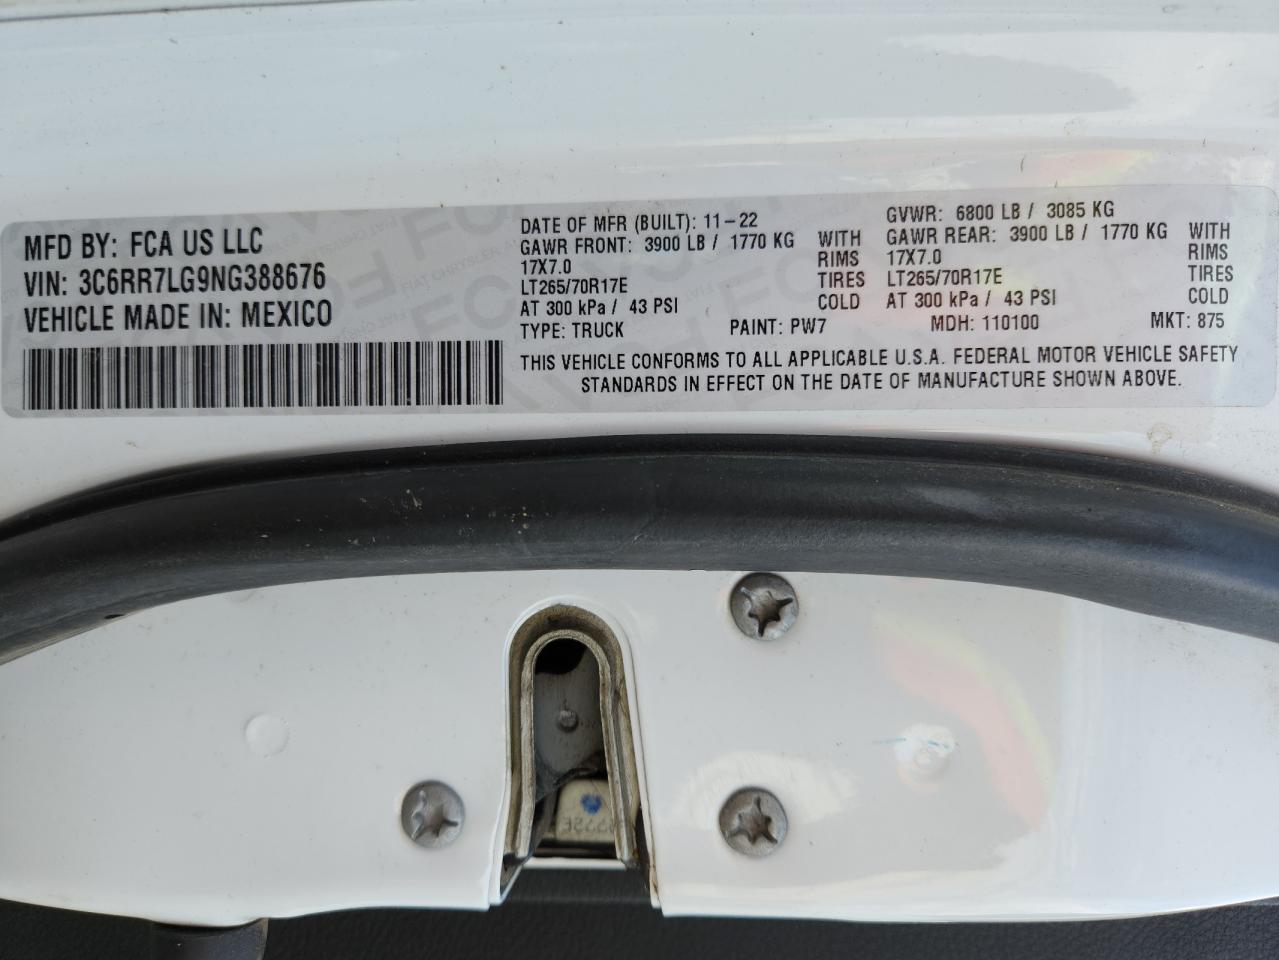 MFD BY: FCA US LLC
VIN: 3C6RR7LG9NG388676
VEHICLE MADE IN: MEXICO
DATE OF MFR (BUILT): 11-22
GAWR FRONT: 3900 LB / 1770 KG WITH
17X7.0 RIMS
LT265/70R17E TIRES
AT 300 kPa / 43 PSI COLD
GVWR: 6800 LB / 3085 KG
GAWR REAR: 3900 LB / 1770 KG WITH
17X7.0 RIMS
LT265/70R17E TIRES
AT 300 kPa / 43 PSI COLD
TYPE: TRUCK PAINT: PW7 MDH: 110100 MKT: 875
THIS VEHICLE CONFORMS TO ALL APPLICABLE U.S.A. FEDERAL MOTOR VEHICLE SAFETY
STANDARDS IN EFFECT ON THE DATE OF MANUFACTURE SHOWN ABOVE.